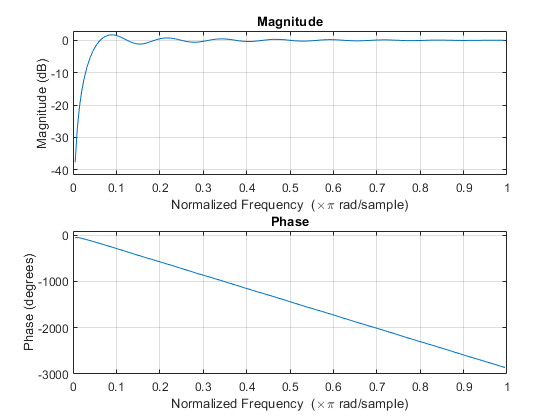 Magnitude
Magnitude (dB)
0
-10
-20
-30
-40
0 0.1 0.2 0.3 0.4 0.5 0.6 0.7 0.8 0.9 1
Normalized Frequency (×π rad/sample)
Phase
Phase (degrees)
0
-1000
-2000
-3000
0 0.1 0.2 0.3 0.4 0.5 0.6 0.7 0.8 0.9 1
Normalized Frequency (×π rad/sample)